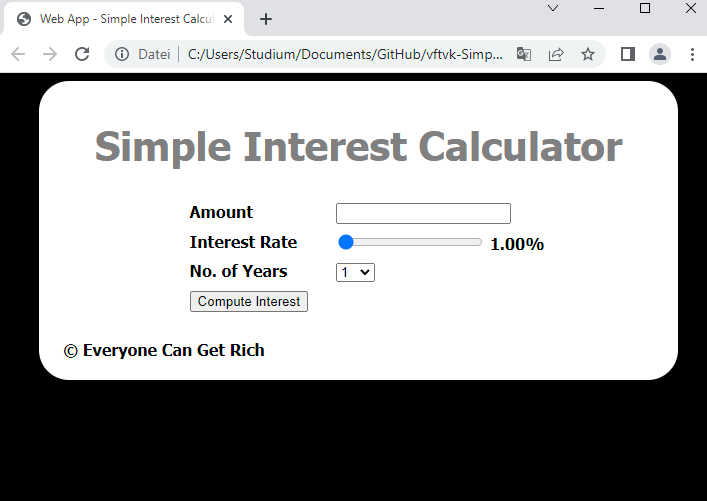 Web App - Simple Interest Calcul
Datei
C:/Users/Studium/Documents/GitHub/vftvk-Simp...
Simple Interest Calculator
Amount
Interest Rate 1.00%
No. of Years 1
Compute Interest
© Everyone Can Get Rich